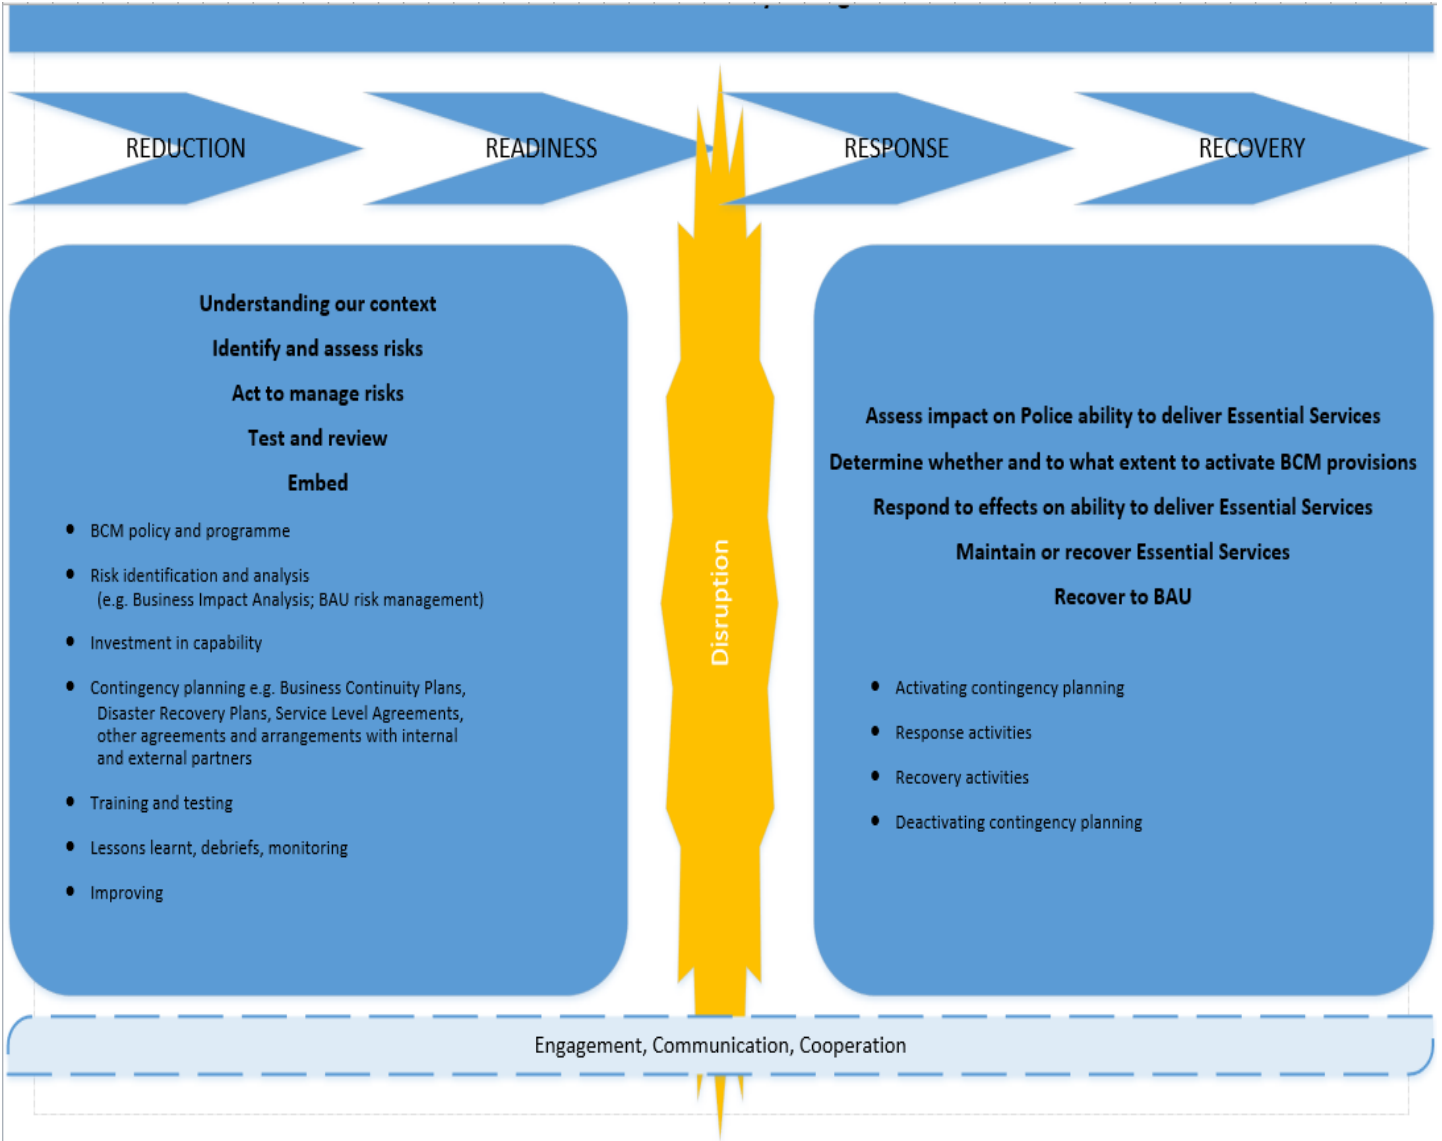 REDUCTION
READINESS
RESPONSE
RECOVERY
Understanding our context
Identify and assess risks
Act to manage risks
Test and review
Embed
• BCM policy and programme
• Risk identification and analysis
(e.g. Business Impact Analysis; BAU risk management)
• Investment in capability
• Contingency planning e.g. Business Continuity Plans,
Disaster Recovery Plans, Service Level Agreements,
other agreements and arrangements with internal
and external partners
• Training and testing
• Lessons learnt, debriefs, monitoring
• Improving
Disruption
Assess impact on Police ability to deliver Essential Services
Determine whether and to what extent to activate BCM provisions
Respond to effects on ability to deliver Essential Services
Maintain or recover Essential Services
Recover to BAU
• Activating contingency planning
• Response activities
• Recovery activities
• Deactivating contingency planning
Engagement, Communication, Cooperation